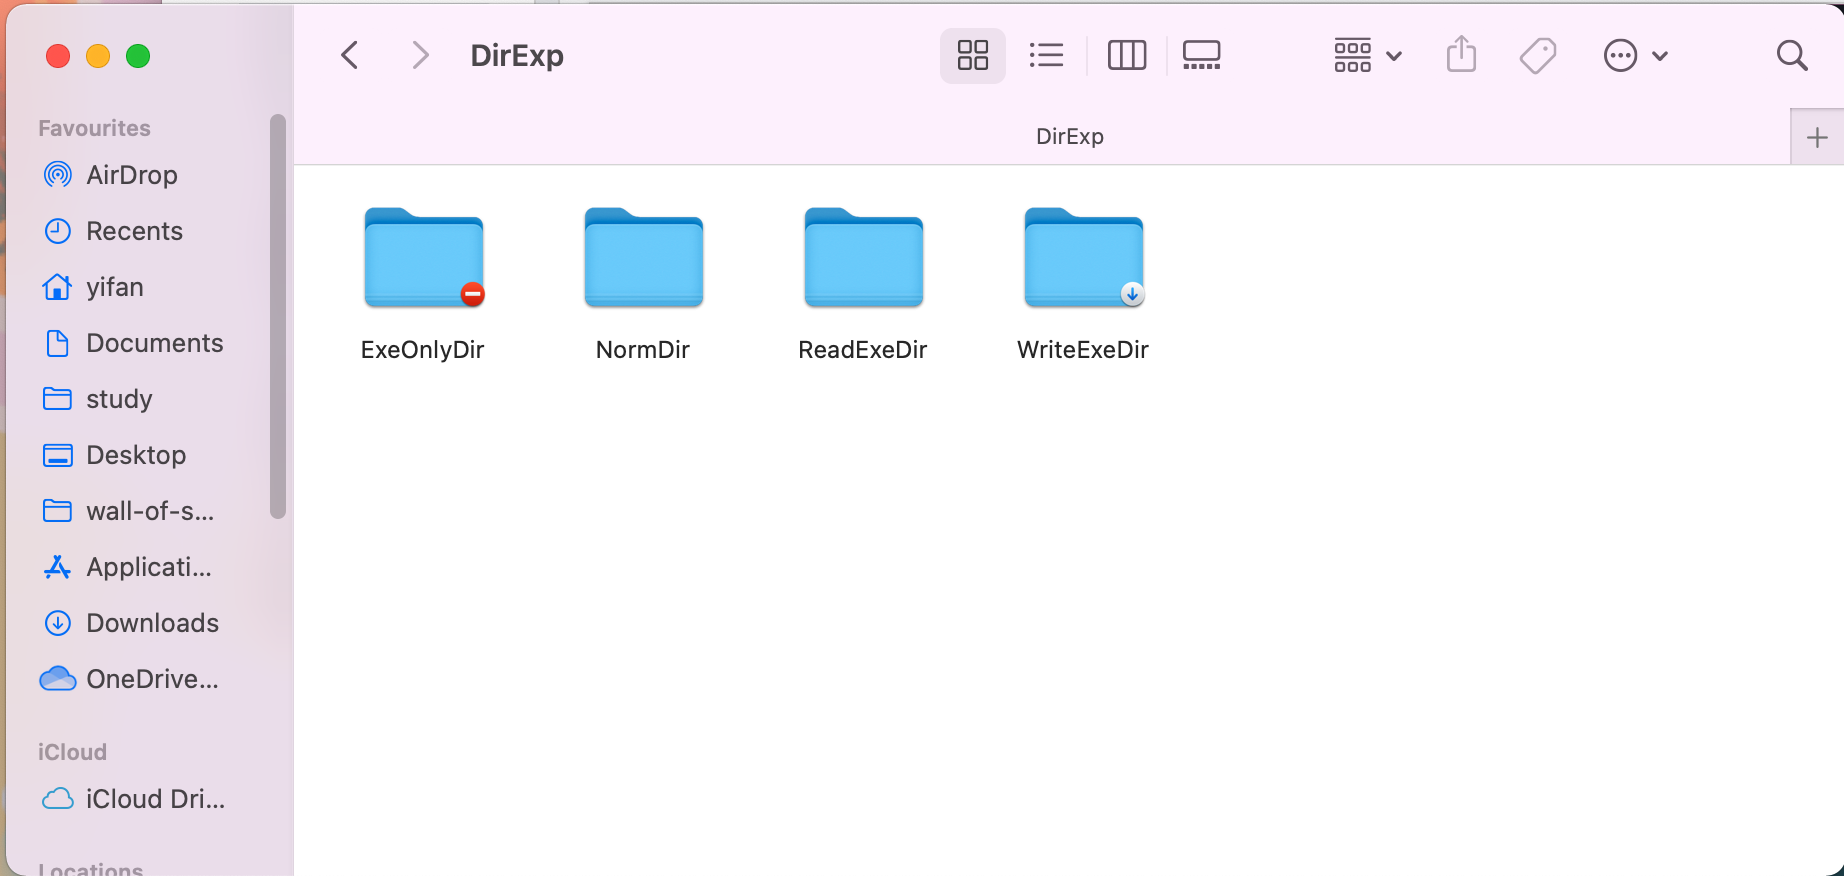 DirExp
Favourites
AirDrop
Recents
yifan
Documents
study
Desktop
wall-of-s...
Applicati...
Downloads
OneDrive...
iCloud
iCloud Dri...
Locations
DirExp
ExeOnlyDir
NormDir
ReadExeDir
WriteExeDir